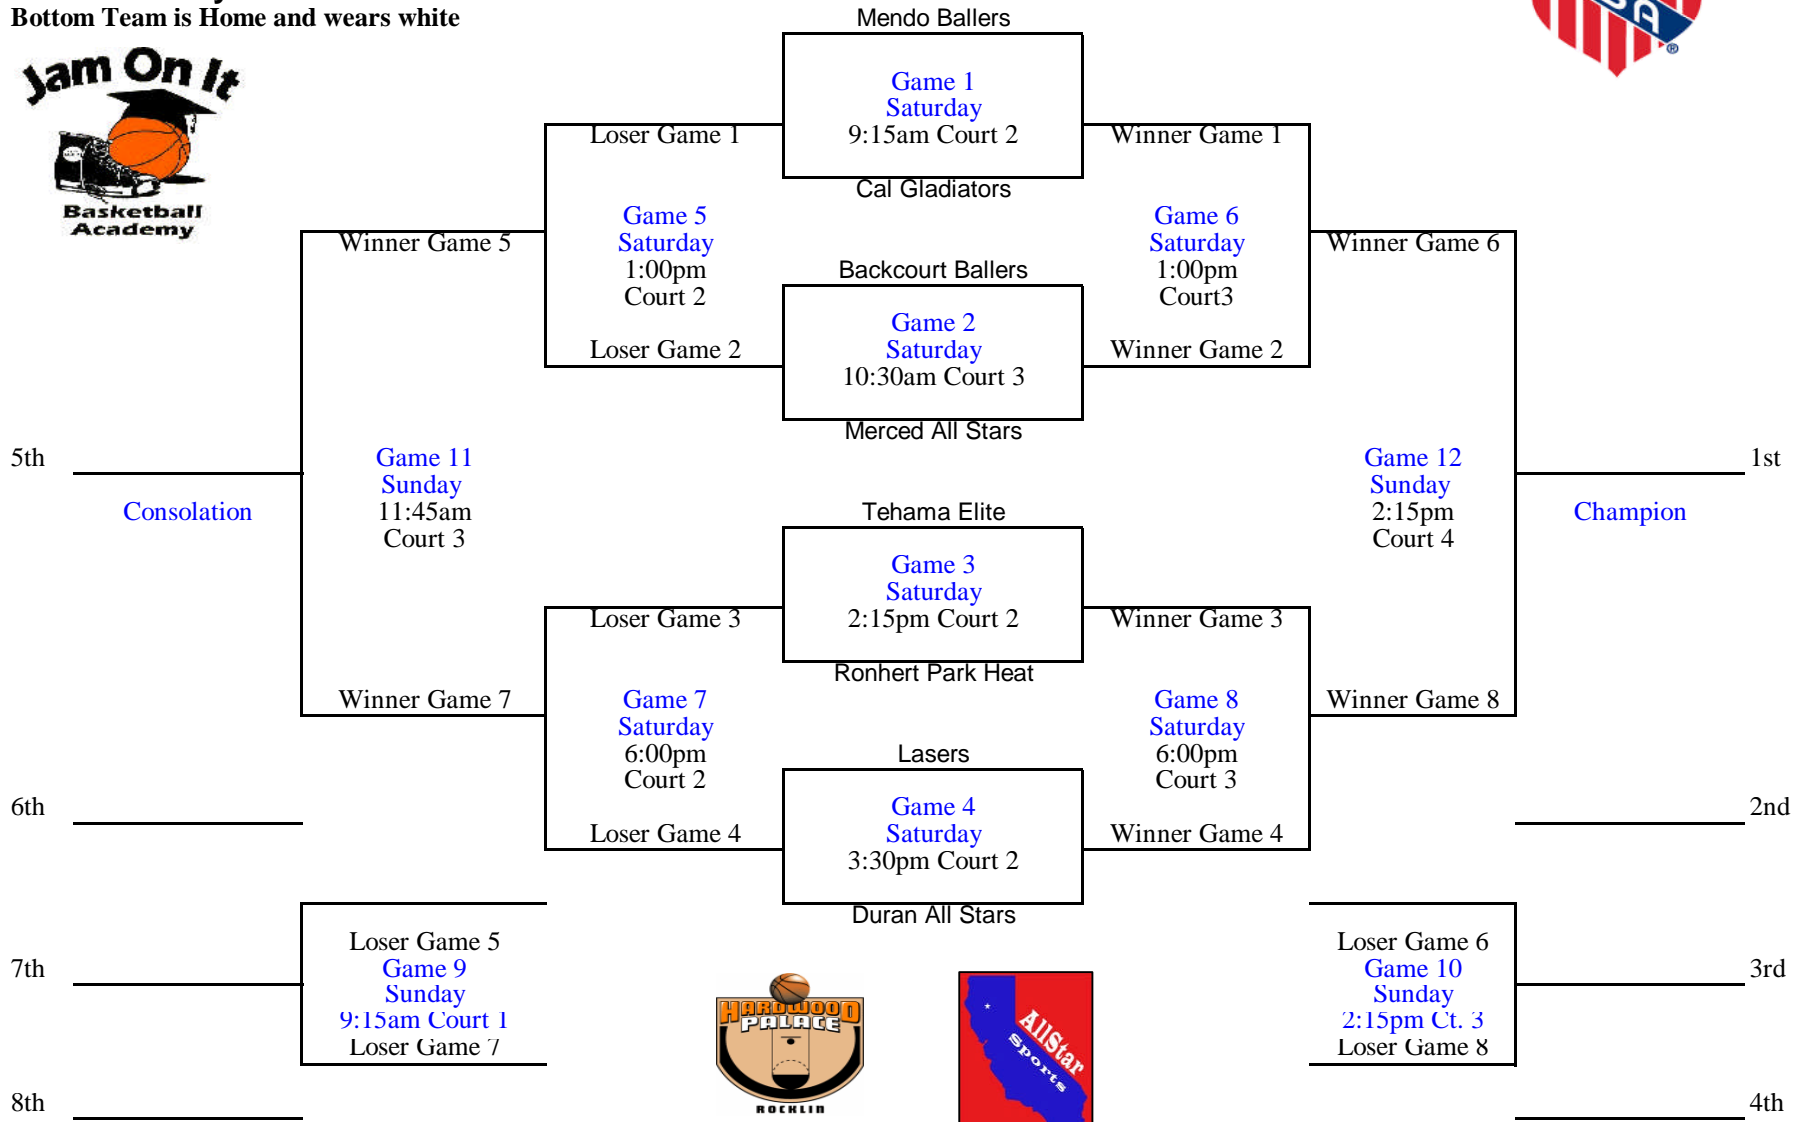 Bottom Team is Home and wears white
Jam On It
Basketball
Academy
Mendo Ballers
Game 1
Saturday
9:15am Court 2
Cal Gladiators
Loser Game 1
Winner Game 1
Game 5
Saturday
1:00pm
Court 2
Game 6
Saturday
1:00pm
Court3
Winner Game 5
Winner Game 6
Backcourt Ballers
Game 2
Saturday
10:30am Court 3
Merced All Stars
Loser Game 2
Winner Game 2
5th
Consolation
Game 11
Sunday
11:45am
Court 3
Game 12
Sunday
2:15pm
Court 4
1st
Champion
Tehama Elite
Game 3
Saturday
2:15pm Court 2
Ronhert Park Heat
Loser Game 3
Winner Game 3
Winner Game 7
Game 7
Saturday
6:00pm
Court 2
Game 8
Saturday
6:00pm
Court 3
Winner Game 8
Lasers
Game 4
Saturday
3:30pm Court 2
Duran All Stars
Loser Game 4
Winner Game 4
6th
2nd
7th
Loser Game 5
Game 9
Sunday
9:15am Court 1
Loser Game 7
Loser Game 6
Game 10
Sunday
2:15pm Ct. 3
Loser Game 8
3rd
8th
4th
HARDWOOD
PALACE
ROCKLIN
AllStar
Sports